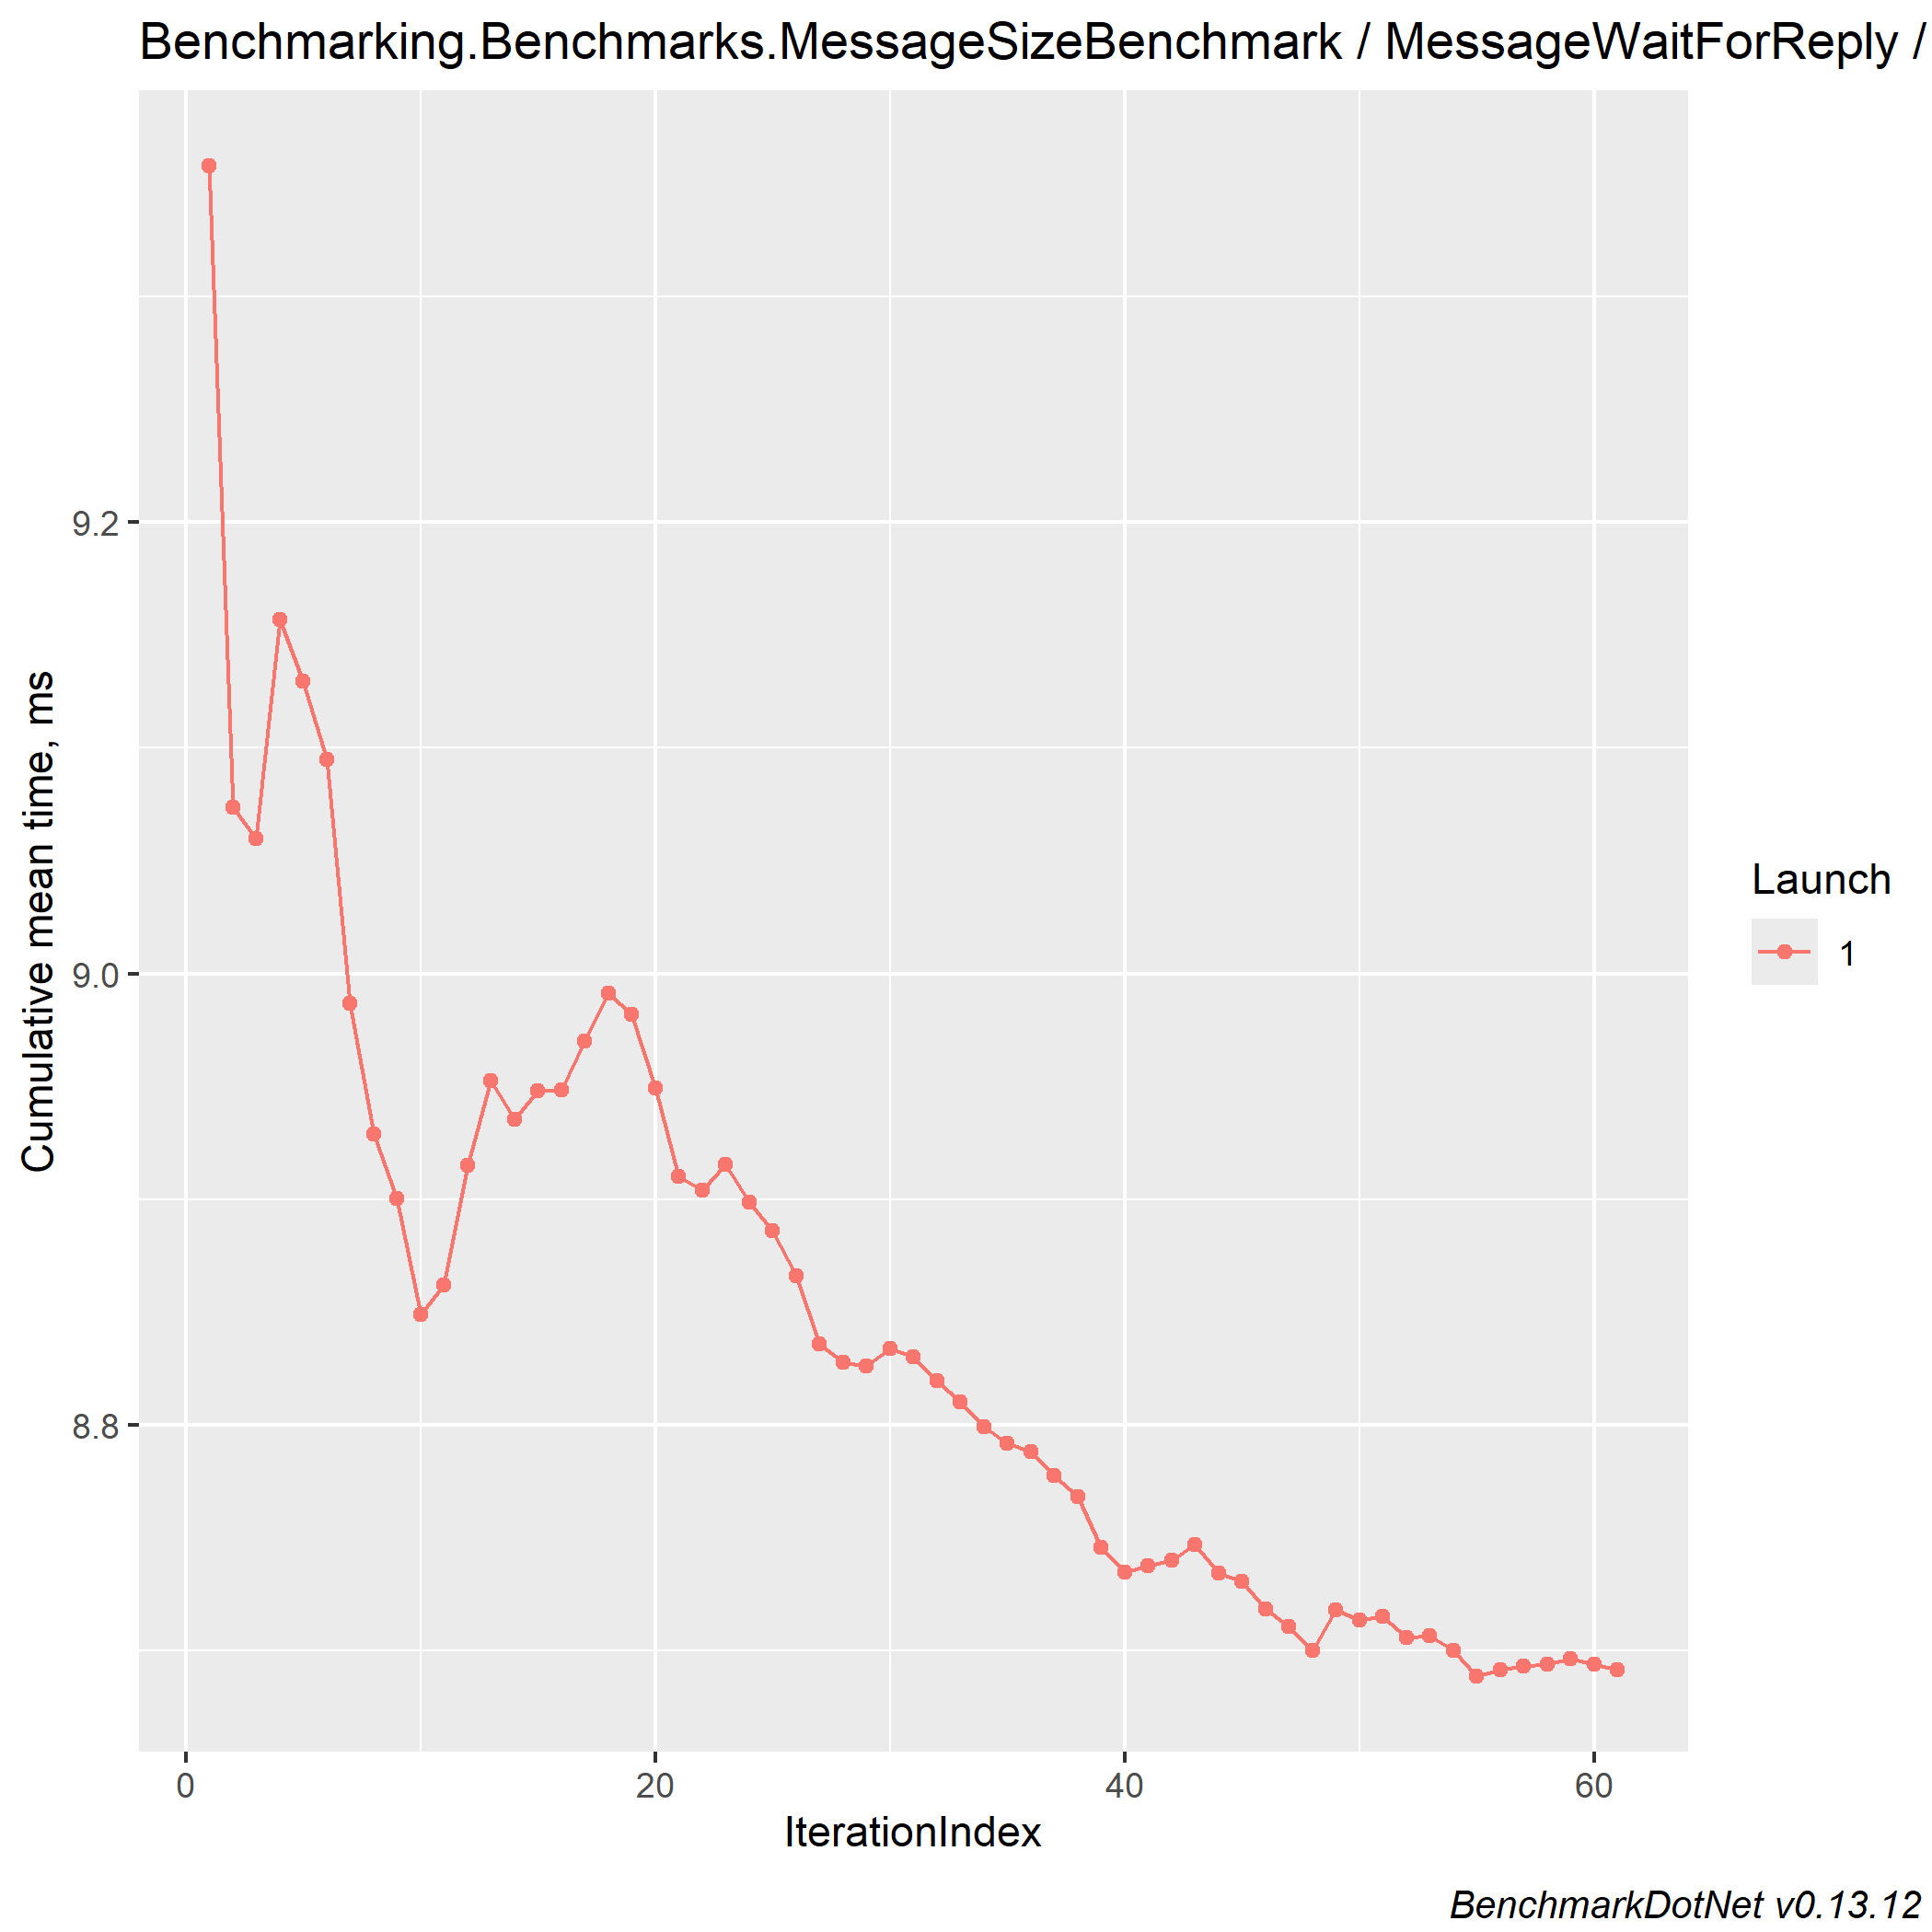 Benchmarking.Benchmarks.MessageSizeBenchmark / MessageWaitForReply /
Cumulative mean time, ms
9.2
9.0
8.8
0 20 40 60
IterationIndex
Launch
1
BenchmarkDotNet v0.13.12